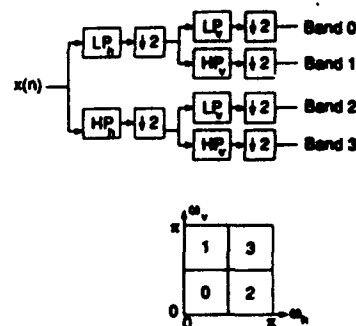 LPᵥ ↓2 Band 0
LPₕ ↓2
HPᵥ ↓2 Band 1
x(n)
LPᵥ ↓2 Band 2
HPₕ ↓2
HPᵥ ↓2 Band 3
ωᵥ
π
1 3
0 2
0
0 π ωₕ